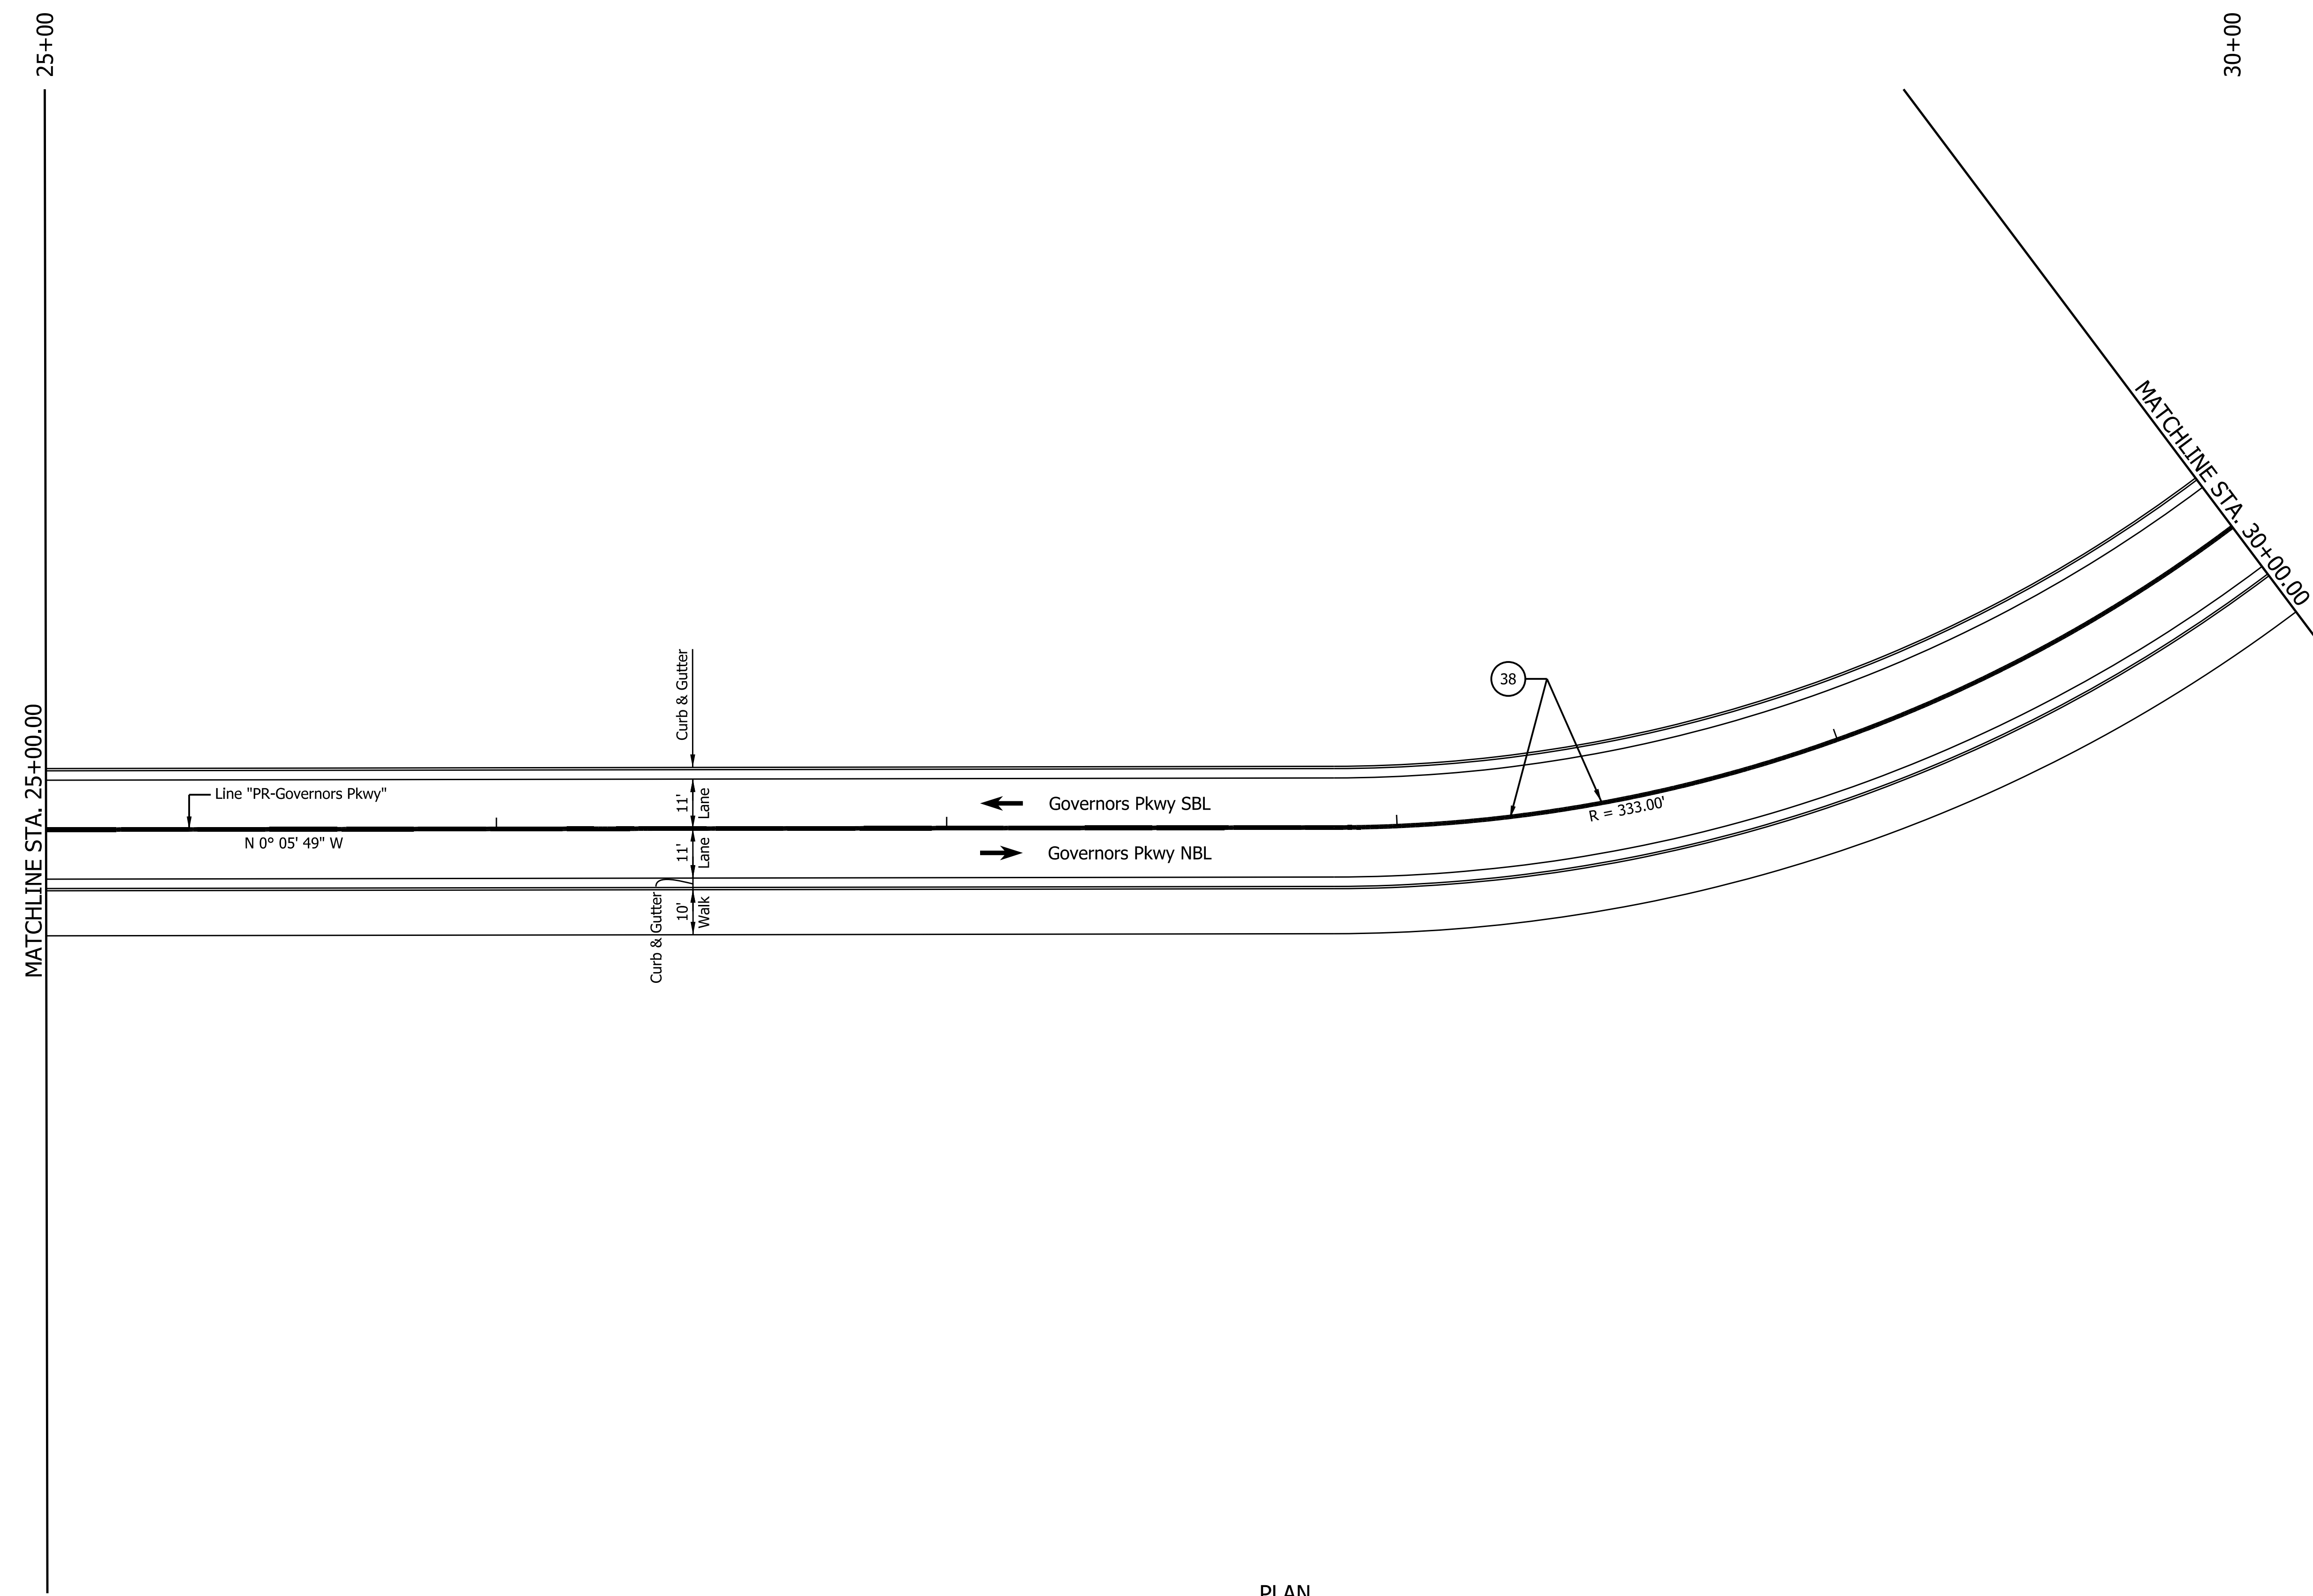 25+00
30+00
MATCHLINE STA. 25+00.00
MATCHLINE STA. 30+00.00
Curb & Gutter
38
Line "PR-Governors Pkwy"
11'
Lane
Governors Pkwy SBL
R = 333.00'
N 0° 05' 49" W
11'
Lane
Governors Pkwy NBL
Curb & Gutter
10'
Walk
PLAN